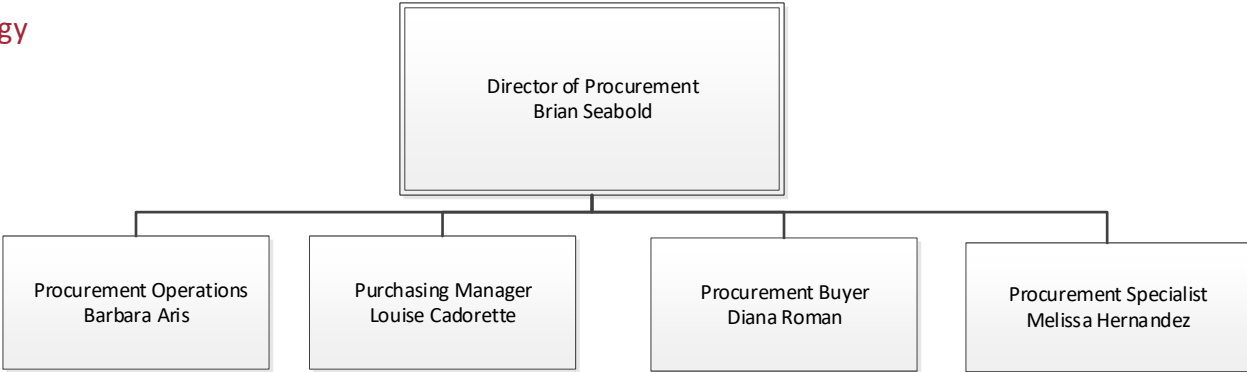 gy
Director of Procurement
Brian Seabold
Procurement Operations
Barbara Aris
Purchasing Manager
Louise Cadorette
Procurement Buyer
Diana Roman
Procurement Specialist
Melissa Hernandez